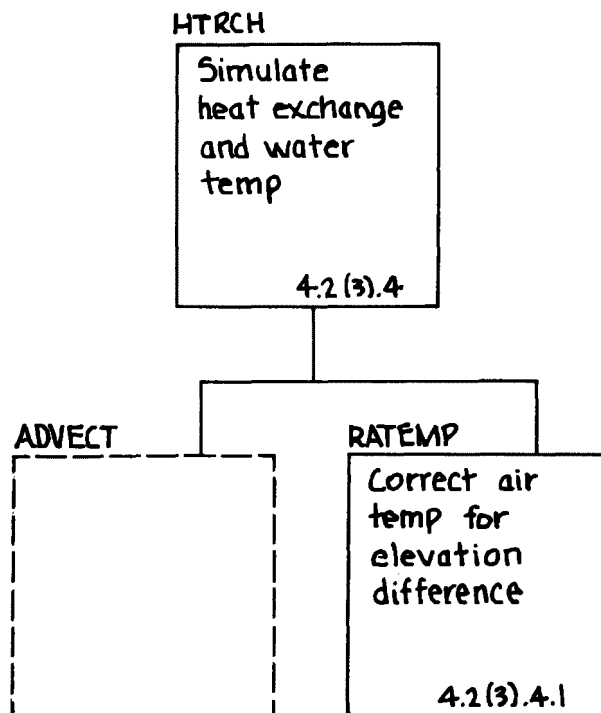 HTRCH
Simulate
heat exchange
and water
temp
4.2(3).4
ADVECT
RATEMP
Correct air
temp for
elevation
difference
4.2(3).4.1